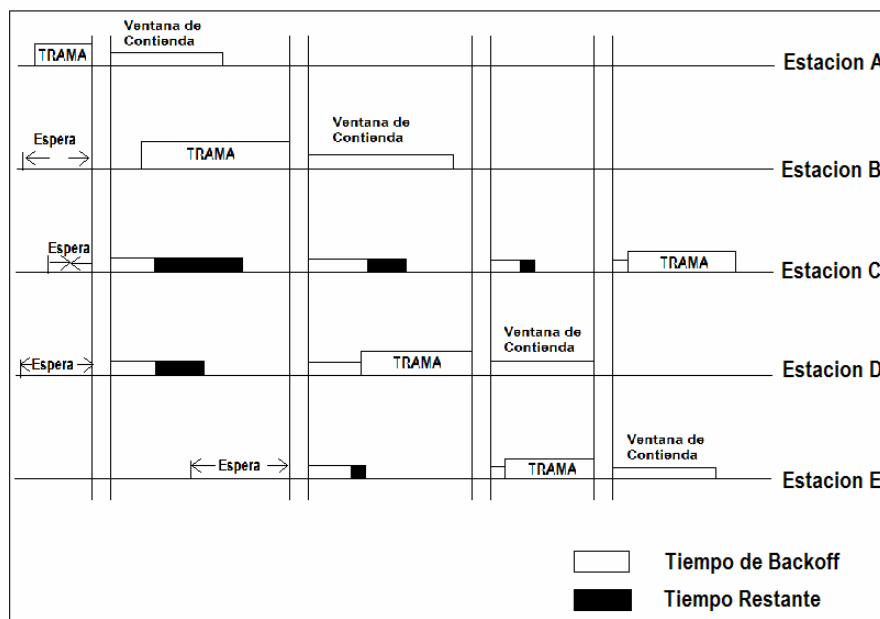 Ventana de
Contienda
TRAMA
Estacion A
Espera
TRAMA
Ventana de
Contienda
Estacion B
Espera
TRAMA
Estacion C
Espera
TRAMA
Ventana de
Contienda
Estacion D
Espera
TRAMA
Ventana de
Contienda
Estacion E
Tiempo de Backoff
Tiempo Restante